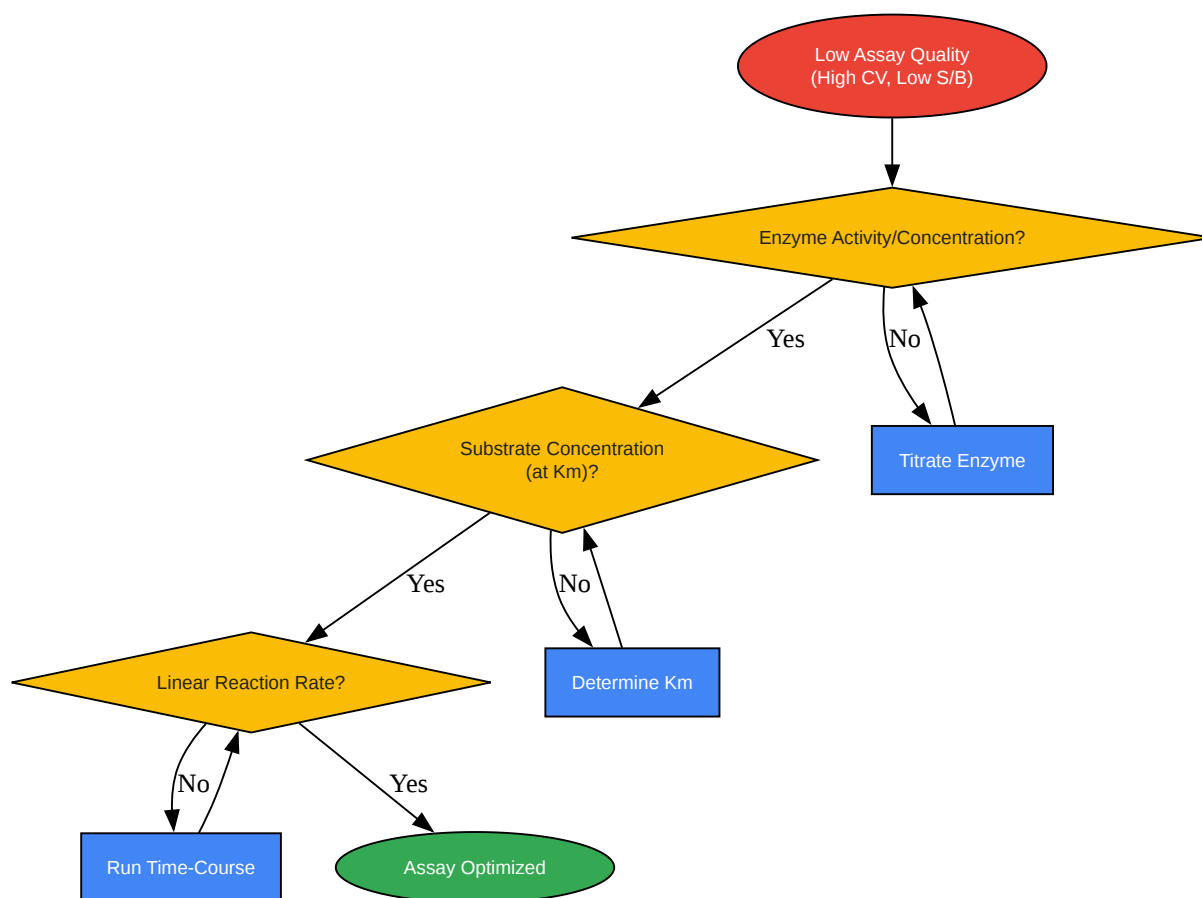 Low Assay Quality
(High CV, Low S/B)
Enzyme Activity/Concentration?
Yes
No
Titrate Enzyme
Substrate Concentration
(at Km)?
Yes
No
Determine Km
Linear Reaction Rate?
No
Yes
Run Time-Course
Assay Optimized